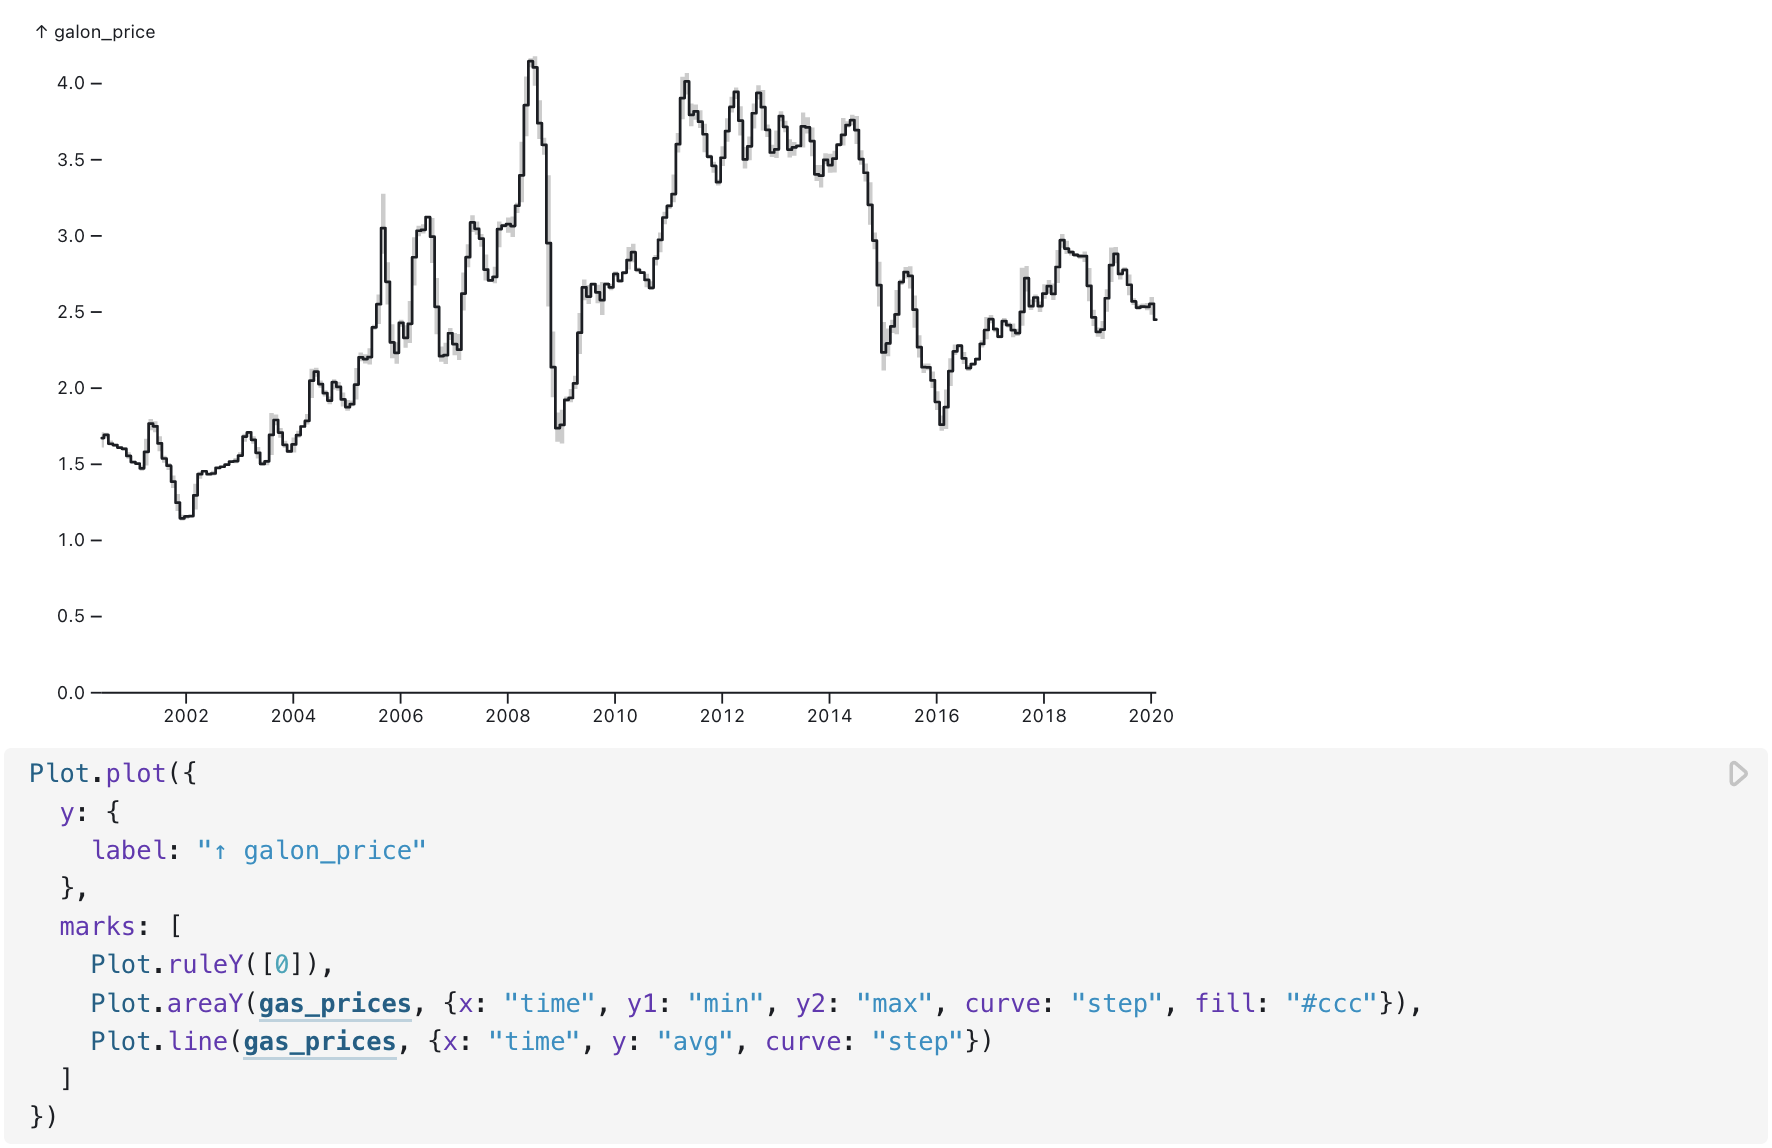 ↑ galon_price
4.0
3.5
3.0
2.5
2.0
1.5
1.0
0.5
0.0
2002 2004 2006 2008 2010 2012 2014 2016 2018 2020
Plot.plot({
  y: {
    label: "↑ galon_price"
  },
  marks: [
    Plot.ruleY([0]),
    Plot.areaY(gas_prices, {x: "time", y1: "min", y2: "max", curve: "step", fill: "#ccc"}),
    Plot.line(gas_prices, {x: "time", y: "avg", curve: "step"})
  ]
})